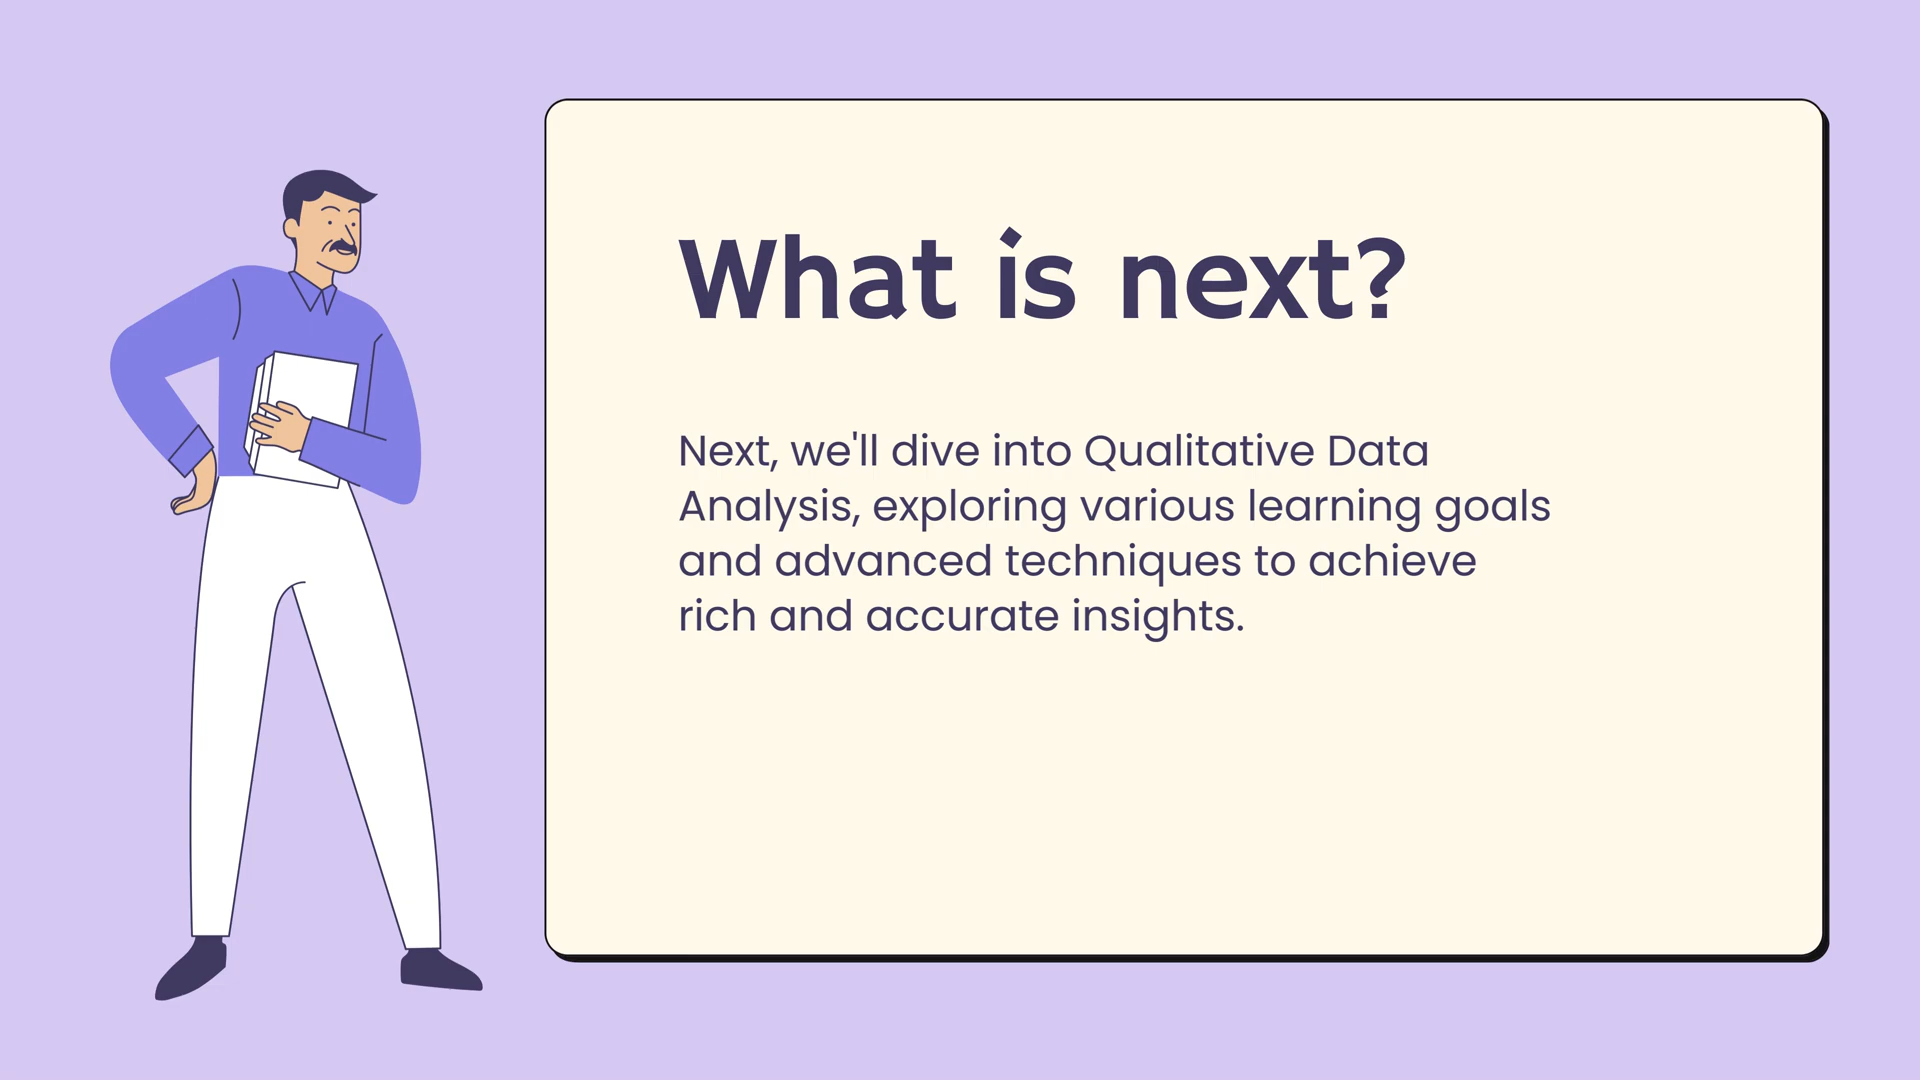 What is next?
Next, we'll dive into Qualitative Data
Analysis, exploring various learning goals
and advanced techniques to achieve
rich and accurate insights.